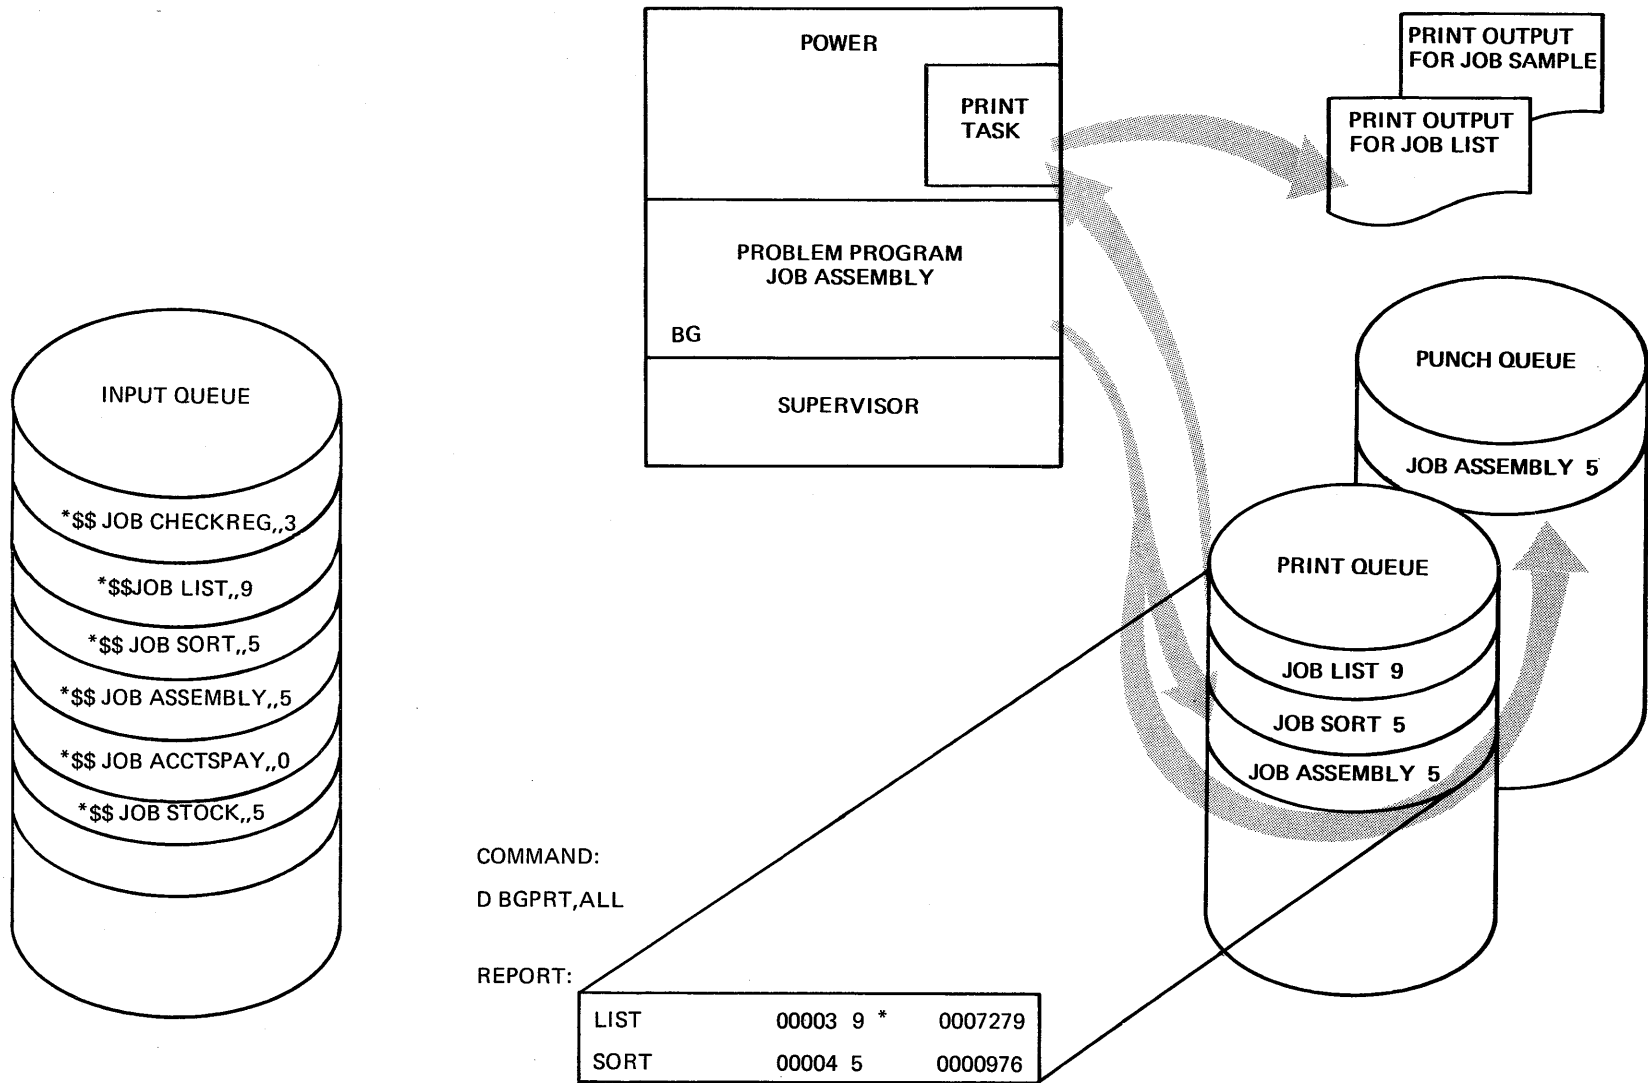 POWER
PRINT
TASK
PRINT OUTPUT
FOR JOB SAMPLE
PRINT OUTPUT
FOR JOB LIST
PROBLEM PROGRAM
JOB ASSEMBLY
BG
SUPERVISOR
INPUT QUEUE
*$$ JOB CHECKREG,,3
*$$JOB LIST,,9
*$$ JOB SORT,,5
*$$ JOB ASSEMBLY,,5
*$$ JOB ACCTSPAY,,0
*$$ JOB STOCK,,5
PUNCH QUEUE
JOB ASSEMBLY 5
PRINT QUEUE
JOB LIST 9
JOB SORT 5
JOB ASSEMBLY 5
COMMAND:
D BGPRT,ALL
REPORT:
LIST 00003 9 * 0007279
SORT 00004 5 0000976